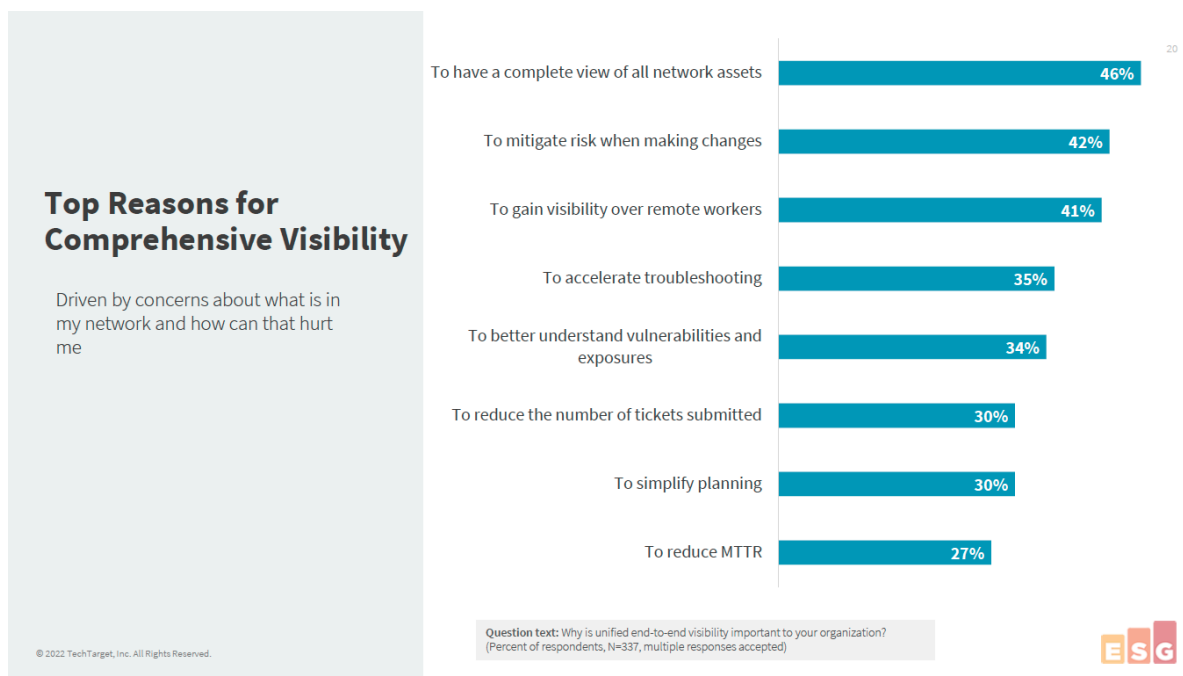 20
Top Reasons for
Comprehensive Visibility
Driven by concerns about what is in
my network and how can that hurt
me
To have a complete view of all network assets
46%
To mitigate risk when making changes
42%
To gain visibility over remote workers
41%
To accelerate troubleshooting
35%
To better understand vulnerabilities and
exposures
34%
To reduce the number of tickets submitted
30%
To simplify planning
30%
To reduce MTTR
27%
Question text: Why is unified end-to-end visibility important to your organization?
(Percent of respondents, N=337, multiple responses accepted)
© 2022 TechTarget, Inc. All Rights Reserved.
ESG